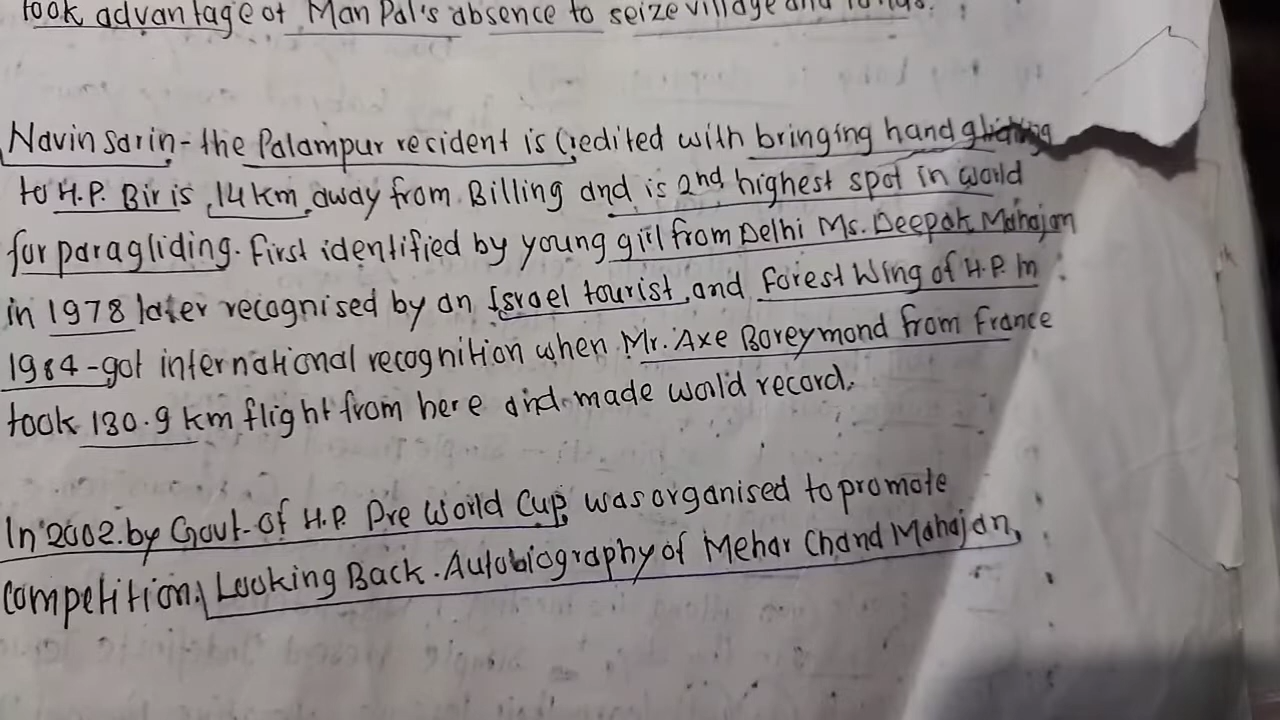 took advantage of Man Pal's absence to seize village and lands.
Navin Sarin - the Palampur recident is Credited with bringing hand gliding
to H.P. Bir is 14 km away from Billing and is 2nd highest spot in world
for paragliding. First identified by young girl from Delhi Ms. Deepak Mahajan
in 1978 later recognised by an Israel tourist and Forest Wing of H.P. In
1984 - got international recognition when Mr. Axe Boreymond from France
took 130.9 km flight from here and made world record.
In 2002 by Govt. Of H.P. Pre World Cup was organised to promote
Competition. Looking Back. Autobiography of Mehar Chand Mahajan,